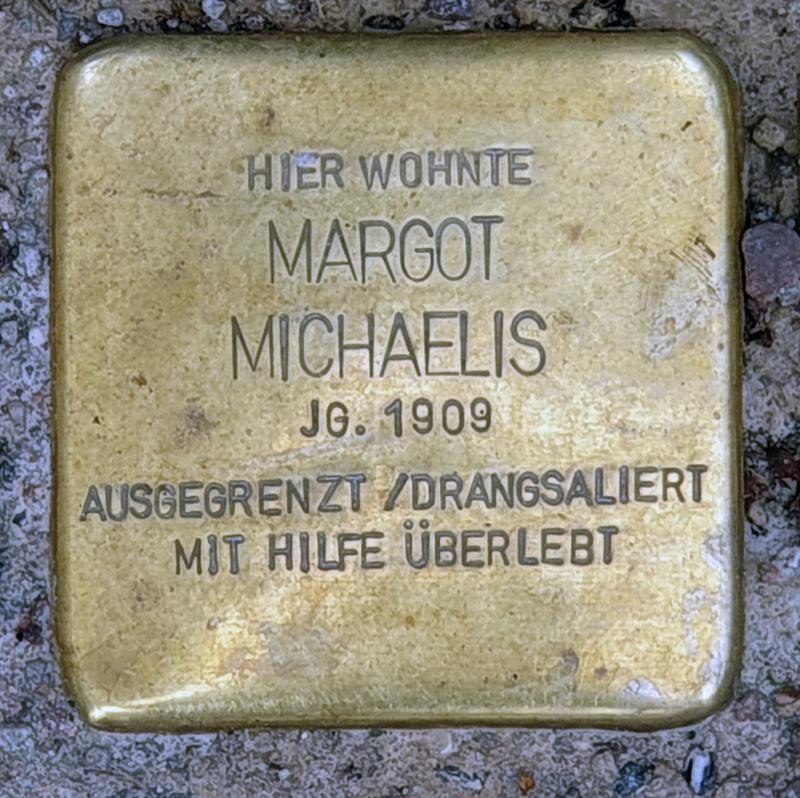 HIER WOHNTE
MARGOT
MICHAELIS
JG. 1909
AUSGEGRENZT / DRANGSALIERT
MIT HILFE ÜBERLEBT